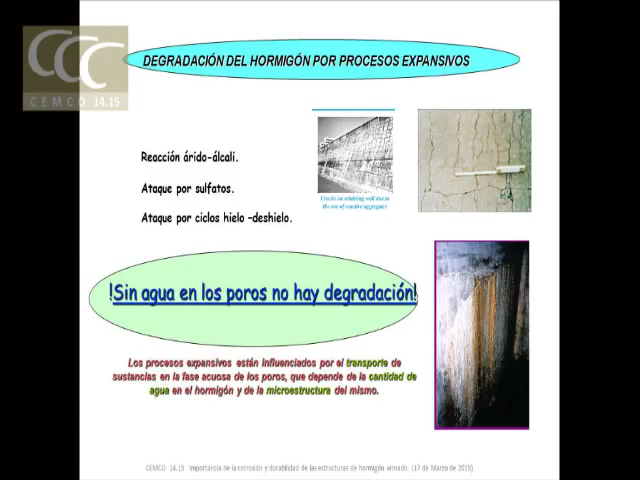 CCC
CEMCO 14.15
DEGRADACIÓN DEL HORMIGÓN POR PROCESOS EXPANSIVOS
Reacción árido-álcali.
Ataque por sulfatos.
Ataque por ciclos hielo –deshielo.
Cracks on retaining wall due to
the use of reactive aggregates
!Sin agua en los poros no hay degradación!
Los procesos expansivos están influenciados por el transporte de
sustancias en la fase acuosa de los poros, que depende de la cantidad de
agua en el hormigón y de la microestructura del mismo.
CEMCO 14.15 Importancia de la corrosión y durabilidad de las estructuras de hormigón armado. (17 de Marzo de 2015)